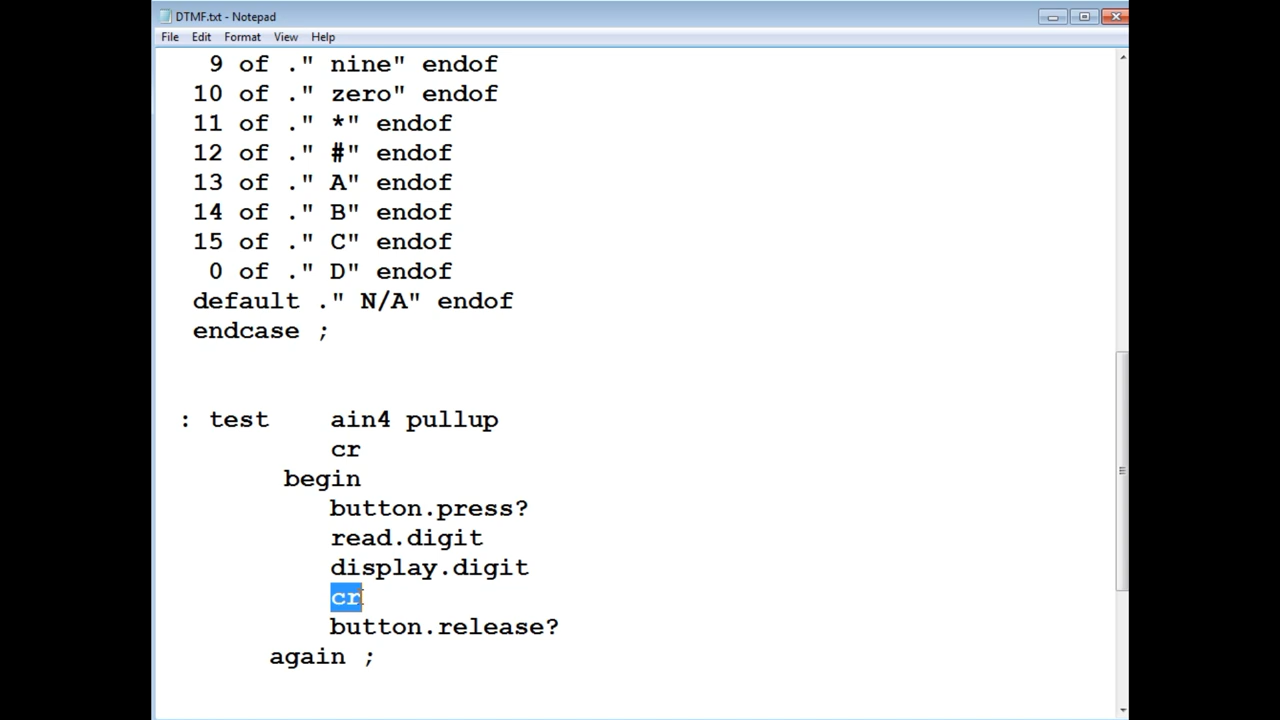 DTMF.txt - Notepad
File Edit Format View Help
9 of ." nine" endof
10 of ." zero" endof
11 of ." *" endof
12 of ." #" endof
13 of ." A" endof
14 of ." B" endof
15 of ." C" endof
0 of ." D" endof
default ." N/A" endof
endcase ;
: test ain4 pullup
cr
begin
button.press?
read.digit
display.digit
cr
button.release?
again ;